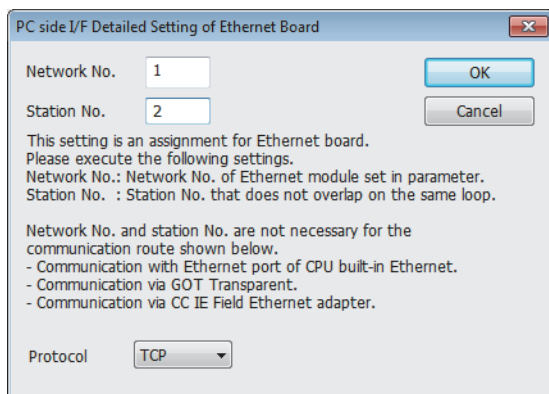 PC side I/F Detailed Setting of Ethernet Board
Network No. 1 OK
Station No. 2 Cancel
This setting is an assignment for Ethernet board.
Please execute the following settings.
Network No.: Network No. of Ethernet module set in parameter.
Station No. : Station No. that does not overlap on the same loop.
Network No. and station No. are not necessary for the
communication route shown below.
- Communication with Ethernet port of CPU built-in Ethernet.
- Communication via GOT Transparent.
- Communication via CC IE Field Ethernet adapter.
Protocol TCP